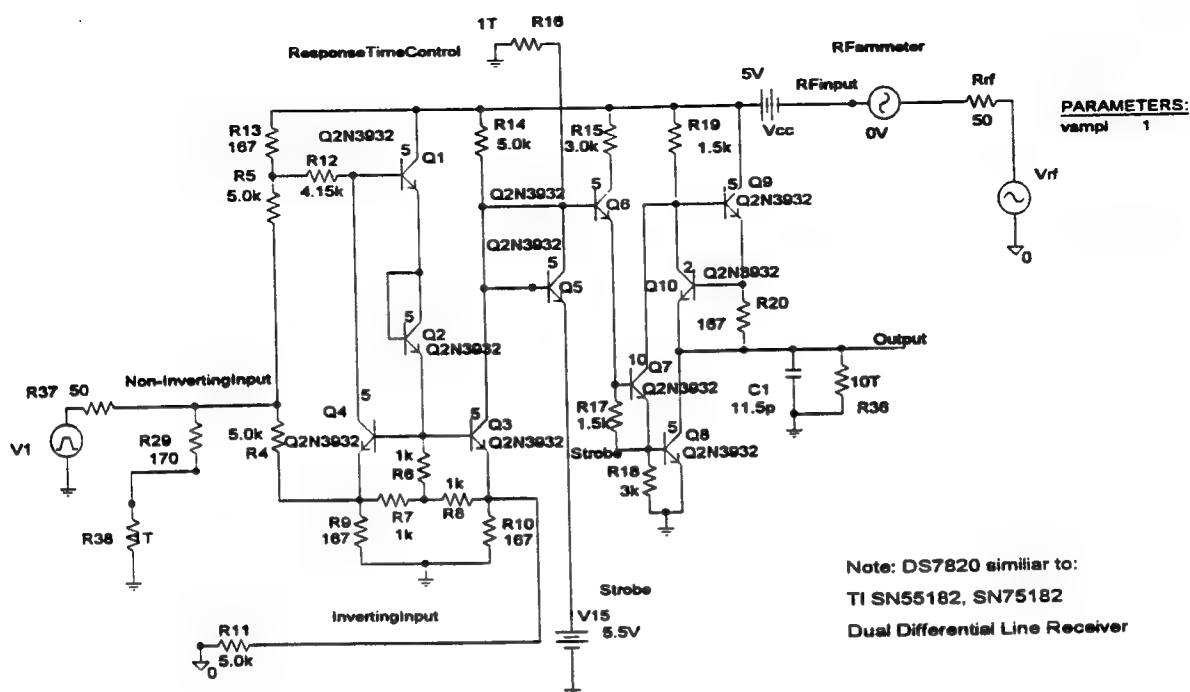 1T R16
ResponseTimeControl
RFammeter
5V
RFinput
Rrf
50
Vcc
0V
PARAMETERS:
vampl 1
Vrf
0
R13
167
Q2N3932
5
Q1
R14
5.0k
R15
3.0k
R19
1.5k
R12
4.15k
R5
5.0k
5
Q9
Q2N3932
Q2N3932
5
Q6
Q2N3932
5
Q5
2
Q2N3932
Q10
R20
167
5
Q2
Q2N3932
Output
R37 50
Non-InvertingInput
V1
R29
170
R38 1T
5.0k
R4
Q4
5
Q2N3932
5
Q3
Q2N3932
10
Q7
Q2N3932
R17
1.5k
Strobe
5
Q8
Q2N3932
R18
3k
C1
11.5p
10T
R36
1k
R6
1k
R8
R7
1k
R9
167
R10
167
InvertingInput
R11
5.0k
0
Strobe
V15
5.5V
Note: DS7820 similiar to:
TI SN55182, SN75182
Dual Differential Line Receiver